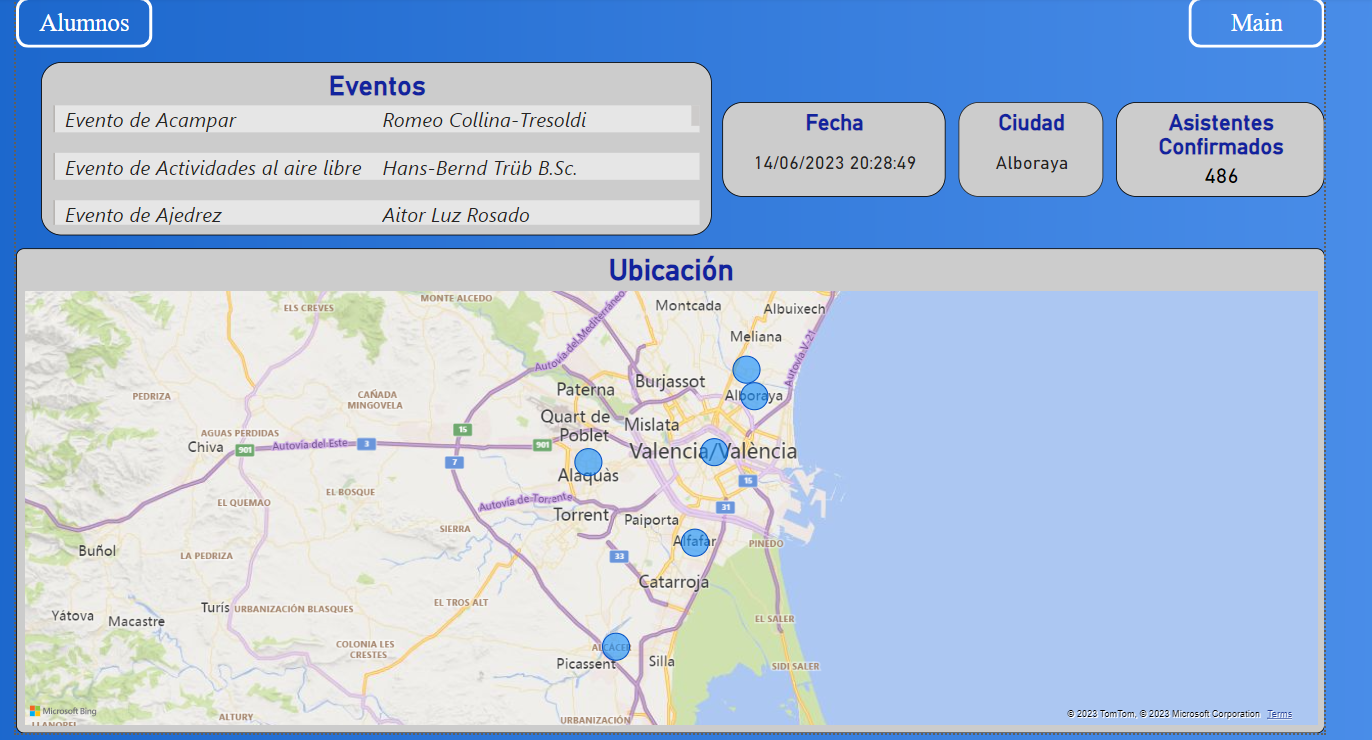 Alumnos
Main
Eventos
Evento de Acampar Romeo Collina-Tresoldi
Evento de Actividades al aire libre Hans-Bernd Trüb B.Sc.
Evento de Ajedrez Aitor Luz Rosado
Fecha
14/06/2023 20:28:49
Ciudad
Alboraya
Asistentes
Confirmados
486
Ubicación
MONTE ALCEDO
ELS CREVES
Montcada
Albuixech
Meliana
Autovía del Mediterráneo
Autovía V-21
Burjassot
Paterna
PEDRIZA
CAÑADA
MINGOVELA
Alboraya
Quart de
Poblet
Mislata
15
AGUAS PERDIDAS
Chiva
901
Autovía del Este
3
901
Valencia/València
7
Alaquàs
15
EL BOSQUE
EL QUEMAO
Autovía de Torrente
31
Torrent
Paiporta
SIERRA
Alfafar
PINEDO
Buñol
LA PEDRIZA
33
Catarroja
EL TROS ALT
Turís
URBANIZACIÓN BLASQUES
Yátova
Macastre
EL SALER
COLONIA LES
CRESTES
ALCÀCER
Picassent
Silla
SIDI SALER
Microsoft Bing
ALTURY
URBANIZACIÓN
LLANOREL
© 2023 TomTom, © 2023 Microsoft Corporation Terms